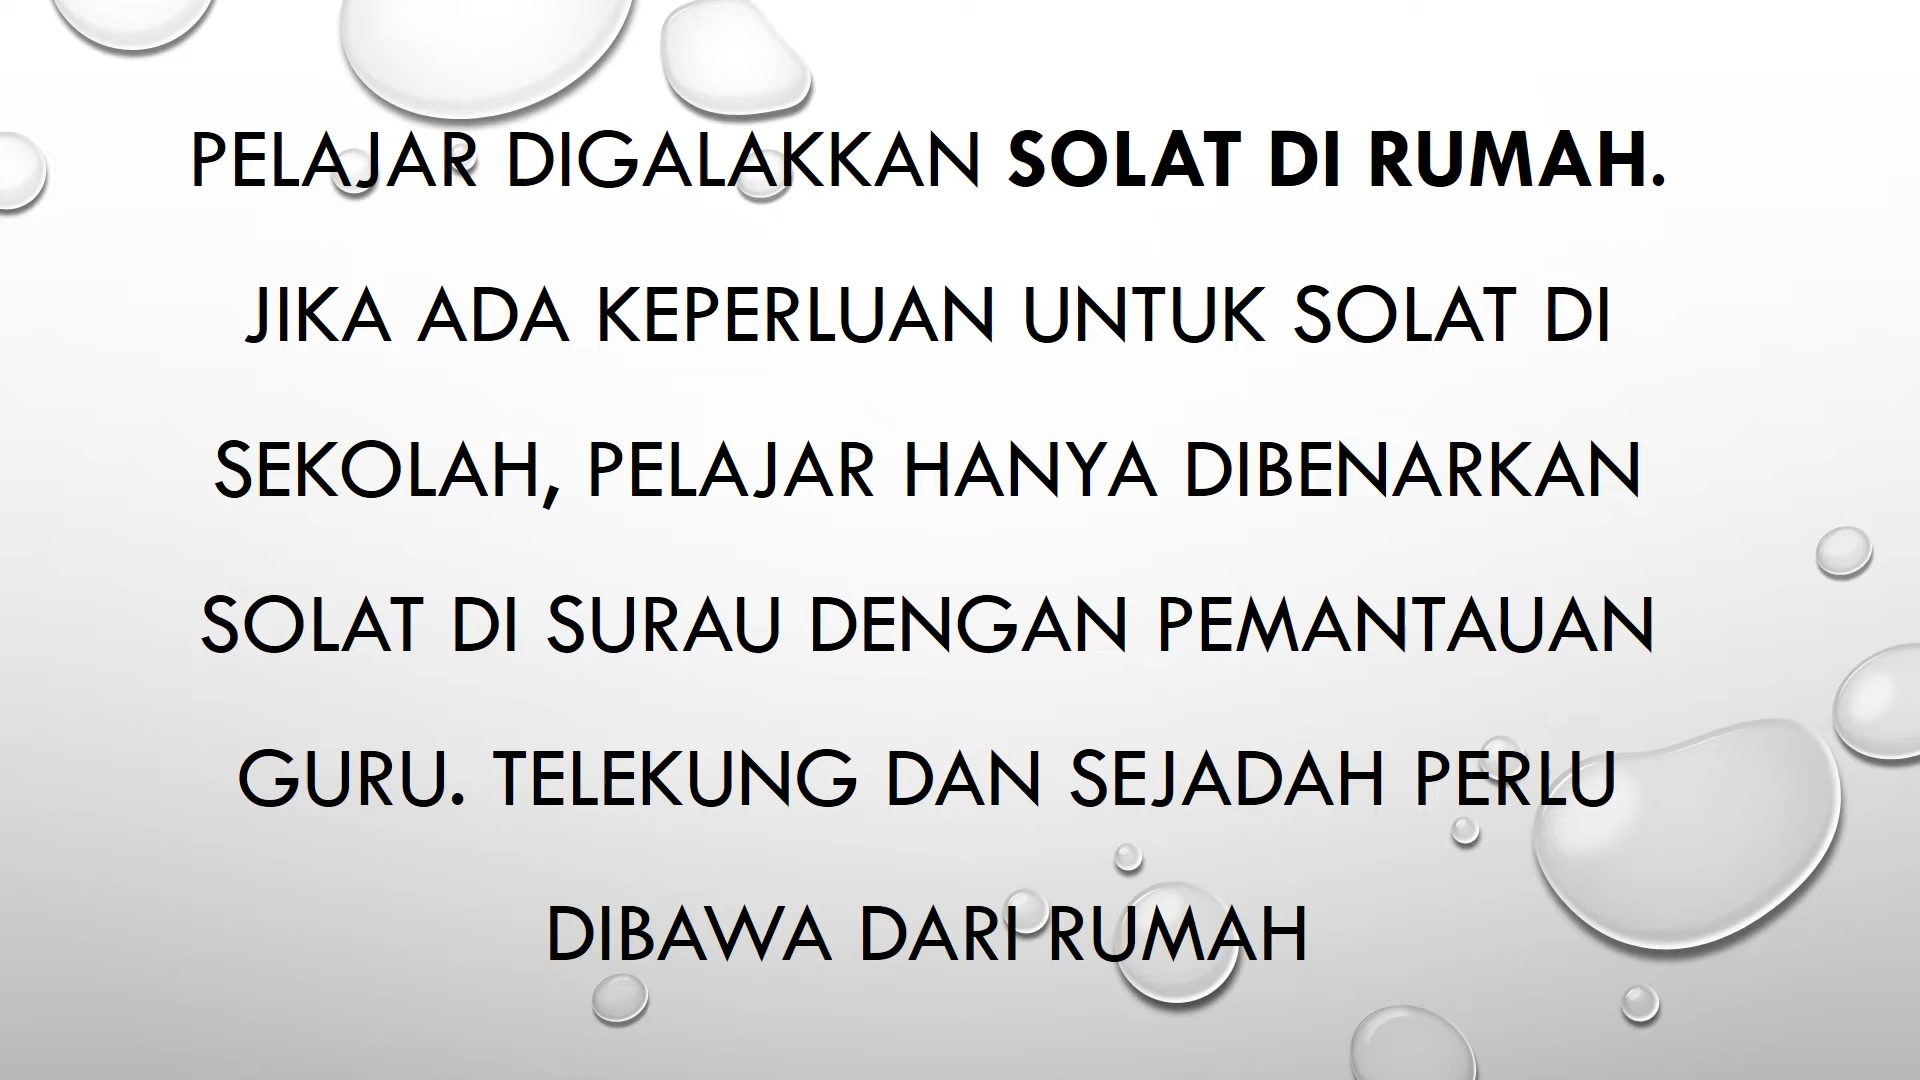 PELAJAR DIGALAKKAN SOLAT DI RUMAH.
JIKA ADA KEPERLUAN UNTUK SOLAT DI
SEKOLAH, PELAJAR HANYA DIBENARKAN
SOLAT DI SURAU DENGAN PEMANTAUAN
GURU. TELEKUNG DAN SEJADAH PERLU
DIBAWA DARI RUMAH